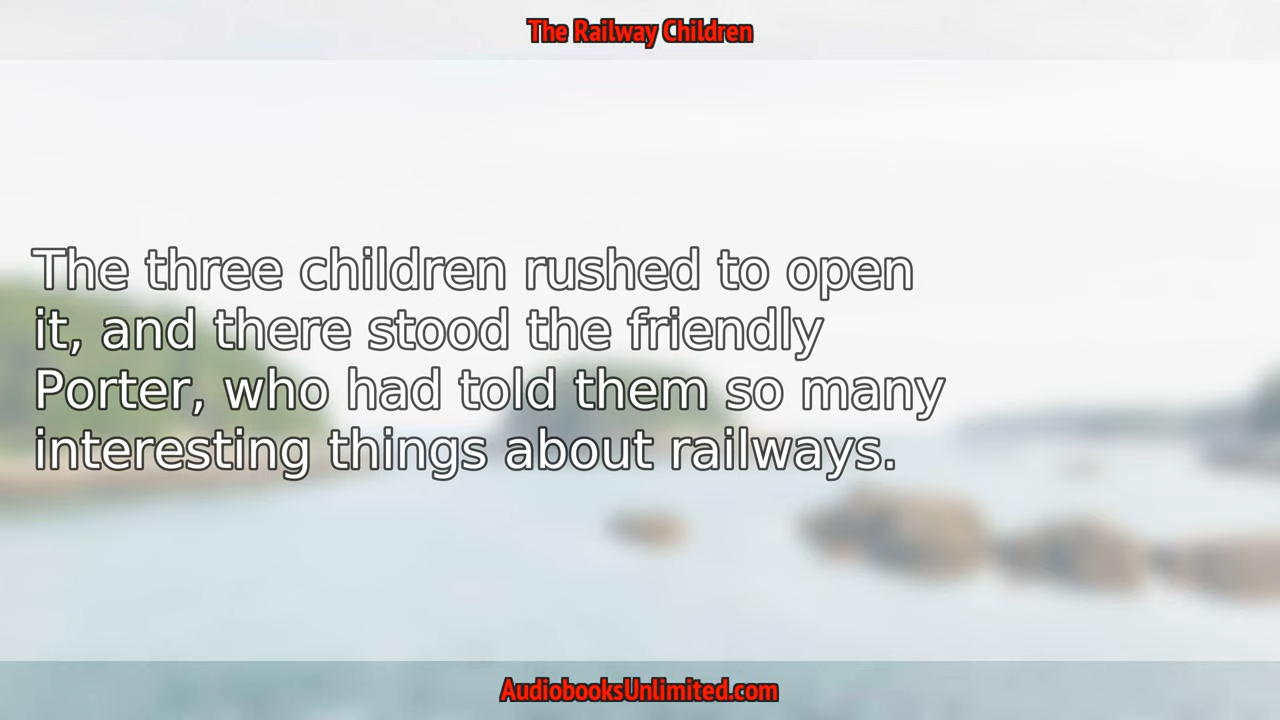 The Railway Children
The three children rushed to open
it, and there stood the friendly
Porter, who had told them so many
interesting things about railways.
AudiobooksUnlimited.com